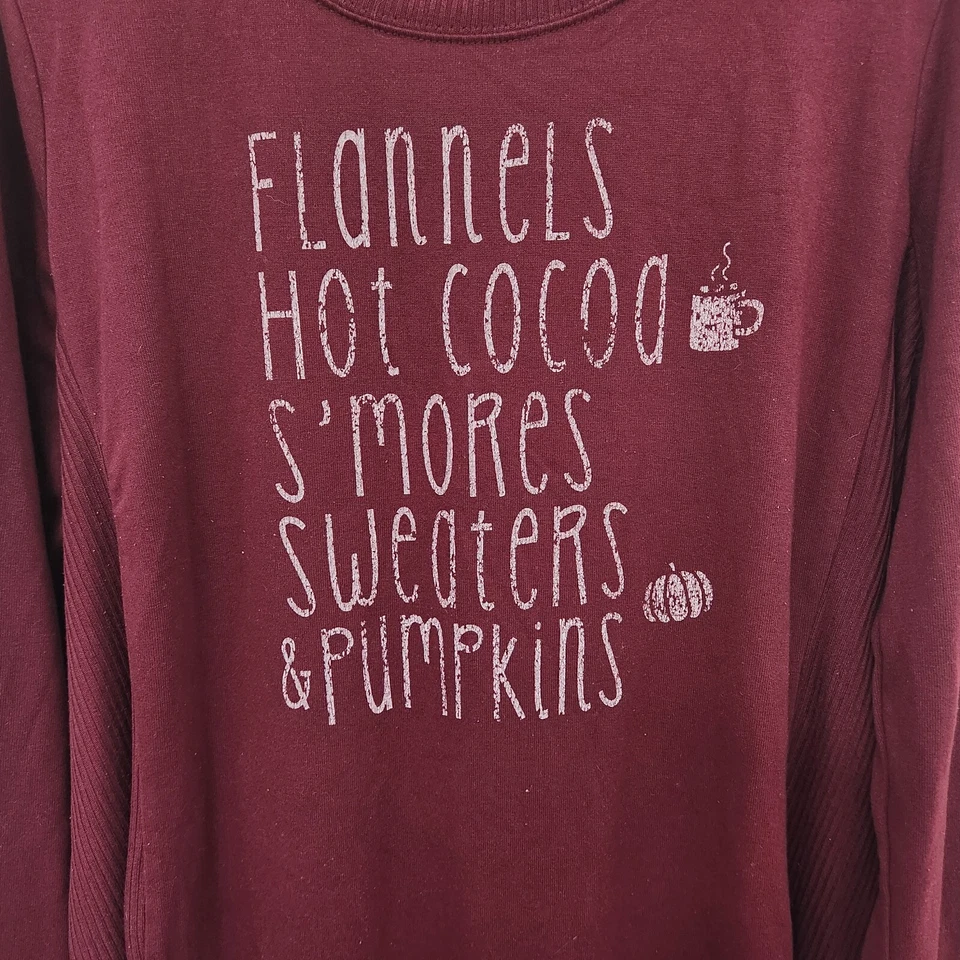 Flannels
Hot cocoa
S'mores
Sweaters
& Pumpkins